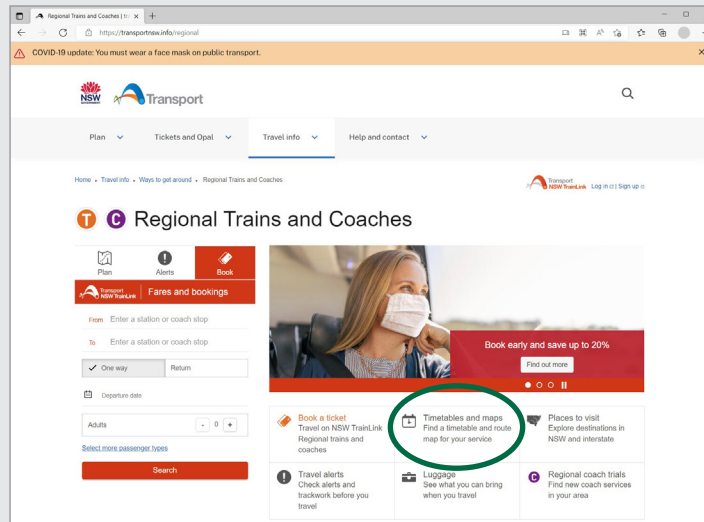 Regional Trains and Coaches | tra
https://transportnsw.info/regional
COVID-19 update: You must wear a face mask on public transport.
NSW
GOVERNMENT
Transport
Plan
Tickets and Opal
Travel info
Help and contact
Home
Travel info
Ways to get around
Regional Trains and Coaches
Transport
NSW TrainLink
Log in | Sign up
T C Regional Trains and Coaches
Plan
Alerts
Book
Transport
NSW TrainLink
Fares and bookings
From Enter a station or coach stop
To Enter a station or coach stop
One way
Return
Departure date
Adults - 0 +
Select more passenger types
Search
Book early and save up to 20%
Find out more
Book a ticket
Travel on NSW TrainLink
Regional trains and
coaches
Timetables and maps
Find a timetable and route
map for your service
Places to visit
Explore destinations in
NSW and interstate
Travel alerts
Check alerts and
trackwork before you
travel
Luggage
See what you can bring
when you travel
C
Regional coach trials
Find new coach services
in your area